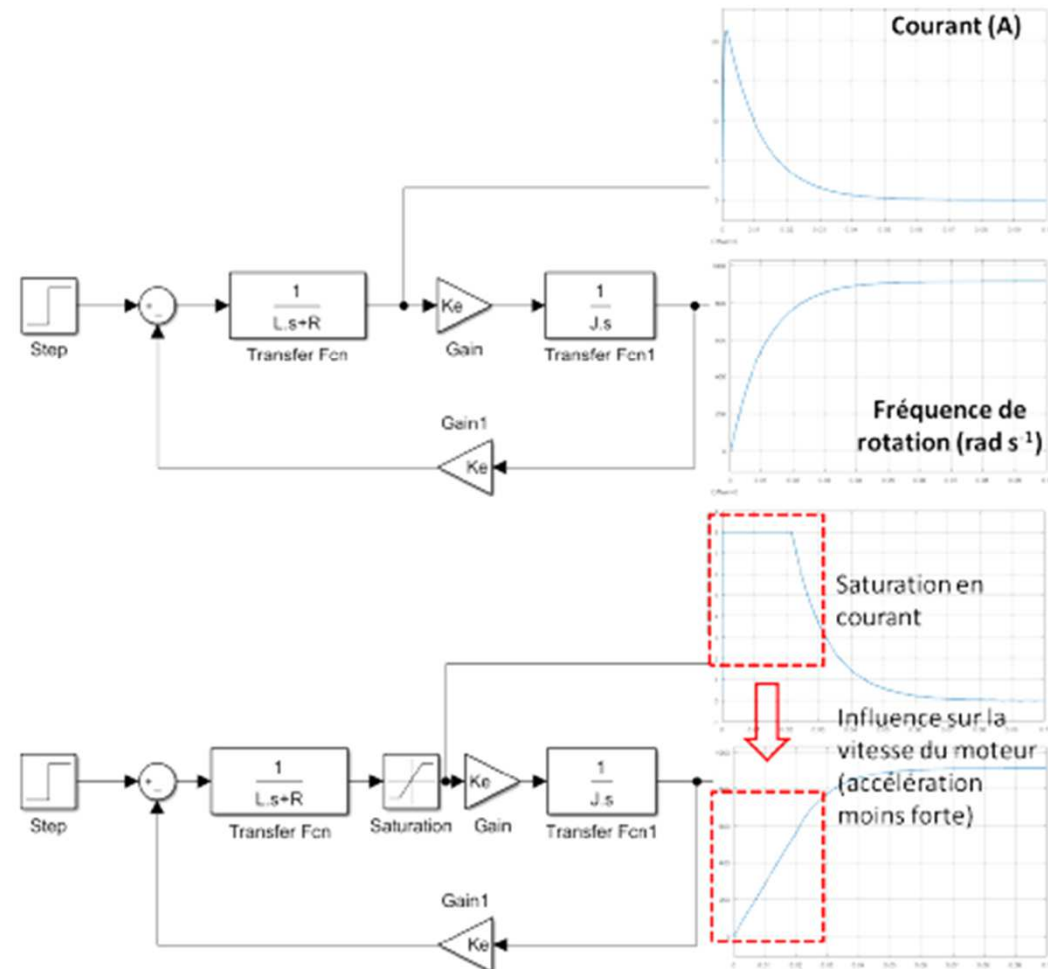 Courant (A)
Step
1
L.s+R
Transfer Fcn
Ke
Gain
1
J.s
Transfer Fcn1
Gain1
Ke
Fréquence de
rotation (rad s-1)
Saturation en
courant
Influence sur la
vitesse du moteur
(accélération
moins forte)
Step
1
L.s+R
Transfer Fcn
Saturation
Ke
Gain
1
J.s
Transfer Fcn1
Gain1
Ke